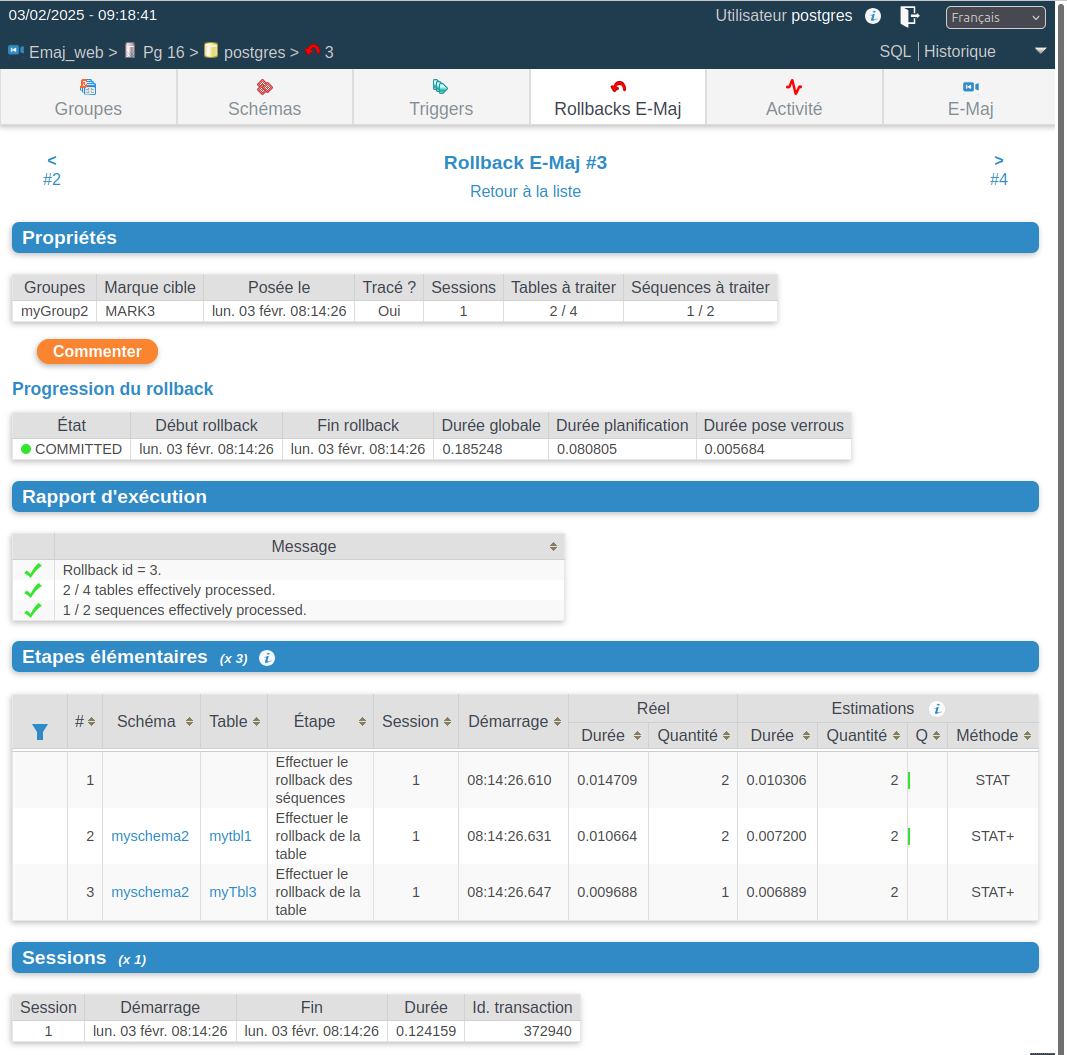 03/02/2025 - 09:18:41 Utilisateur postgres i Français
Emaj_web > Pg 16 > postgres > 3 SQL | Historique
Groupes Schémas Triggers Rollbacks E-Maj Activité E-Maj
< Rollback E-Maj #3 >
#2 Retour à la liste #4
Propriétés
Groupes Marque cible Posée le Tracé ? Sessions Tables à traiter Séquences à traiter
myGroup2 MARK3 lun. 03 févr. 08:14:26 Oui 1 2 / 4 1 / 2
Commenter
Progression du rollback
État Début rollback Fin rollback Durée globale Durée planification Durée pose verrous
COMMITTED lun. 03 févr. 08:14:26 lun. 03 févr. 08:14:26 0.185248 0.080805 0.005684
Rapport d'exécution
Message
Rollback id = 3.
2 / 4 tables effectively processed.
1 / 2 sequences effectively processed.
Etapes élémentaires (x 3) i
# Schéma Table Étape Session Démarrage Réel Estimations i
Durée Quantité Durée Quantité Q Méthode
1 Effectuer le
rollback des
séquences 1 08:14:26.610 0.014709 2 0.010306 2 STAT
2 myschema2 mytbl1 Effectuer le
rollback de la
table 1 08:14:26.631 0.010664 2 0.007200 2 STAT+
3 myschema2 myTbl3 Effectuer le
rollback de la
table 1 08:14:26.647 0.009688 1 0.006889 2 STAT+
Sessions (x 1)
Session Démarrage Fin Durée Id. transaction
1 lun. 03 févr. 08:14:26 lun. 03 févr. 08:14:26 0.124159 372940